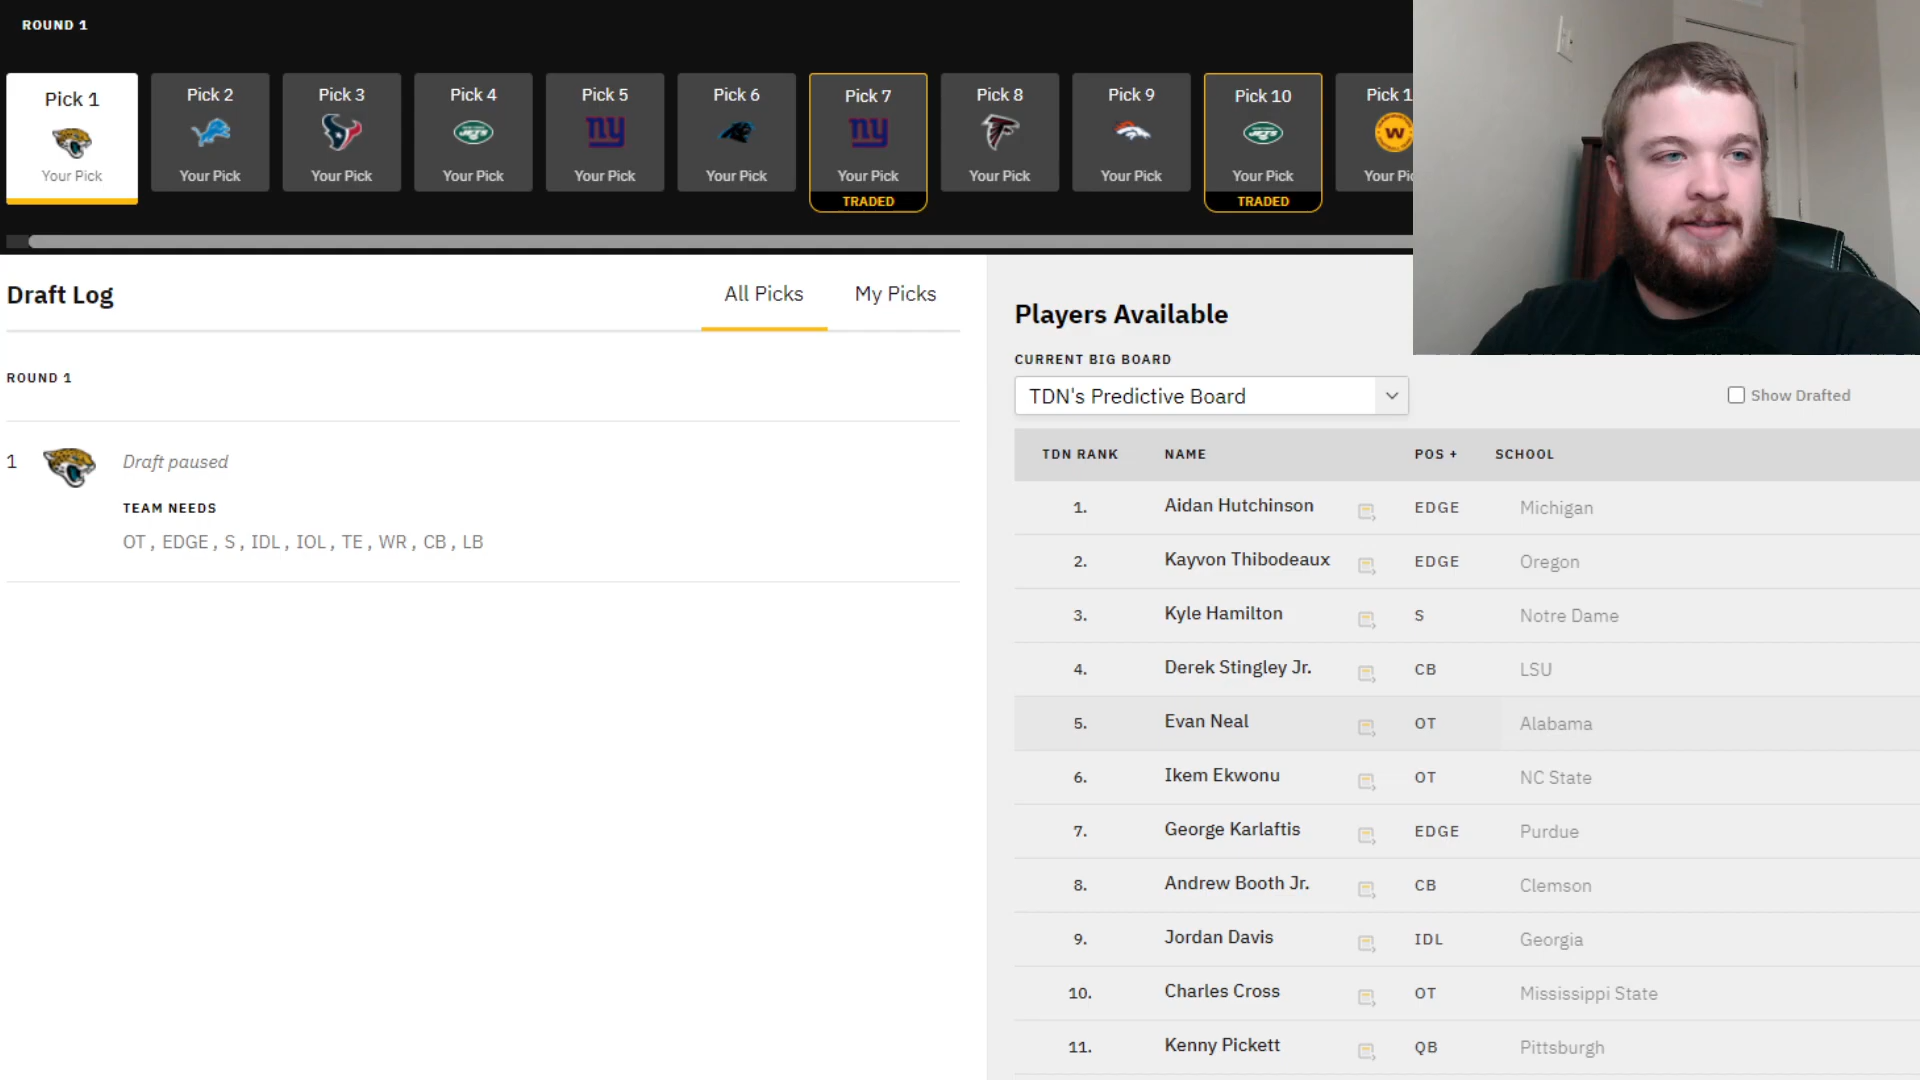 ROUND 1
Pick 1
Your Pick
Pick 2
Your Pick
Pick 3
Your Pick
Pick 4
Your Pick
Pick 5
ny
Your Pick
Pick 6
Your Pick
Pick 7
ny
Your Pick
TRADED
Pick 8
Your Pick
Pick 9
Your Pick
Pick 10
Your Pick
TRADED
Pick 1
W
Your Pic
Draft Log
All Picks
My Picks
ROUND 1
1
Draft paused
TEAM NEEDS
OT , EDGE , S , IDL , IOL , TE , WR , CB , LB
Players Available
CURRENT BIG BOARD
TDN's Predictive Board
Show Drafted
TDN RANK NAME POS + SCHOOL
1. Aidan Hutchinson EDGE Michigan
2. Kayvon Thibodeaux EDGE Oregon
3. Kyle Hamilton S Notre Dame
4. Derek Stingley Jr. CB LSU
5. Evan Neal OT Alabama
6. Ikem Ekwonu OT NC State
7. George Karlaftis EDGE Purdue
8. Andrew Booth Jr. CB Clemson
9. Jordan Davis IDL Georgia
10. Charles Cross OT Mississippi State
11. Kenny Pickett QB Pittsburgh